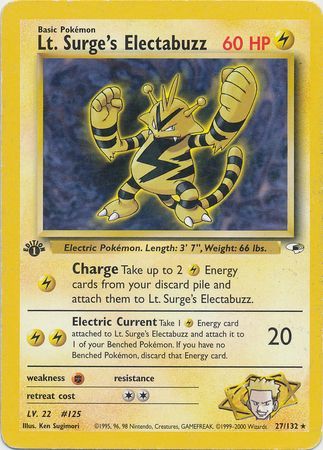 Basic Pokémon
Lt. Surge's Electabuzz 60 HP
EDITION
1
Electric Pokémon. Length: 3' 7", Weight: 66 lbs.
Charge Take up to 2 Energy
cards from your discard pile and
attach them to Lt. Surge's Electabuzz.
Electric Current Take 1 Energy card
attached to Lt. Surge's Electabuzz and attach it to
1 of your Benched Pokémon. If you have no
Benched Pokémon, discard that Energy card.
20
weakness resistance
retreat cost
LV. 22 #125
Illus. Ken Sugimori ©1995, 96, 98 Nintendo, Creatures, GAMEFREAK. ©1999-2000 Wizards. 27/132 ★